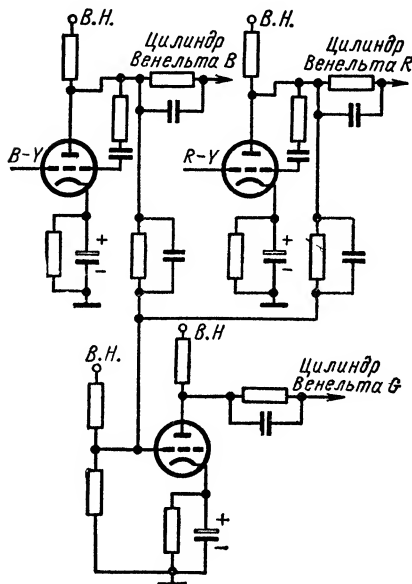 В.Н.
Цилиндр
Венельта В
В.Н.
Цилиндр
Венельта R
B-Y
R-Y
+
−
+
−
В.Н.
В.Н
Цилиндр
Венельта G
+
−